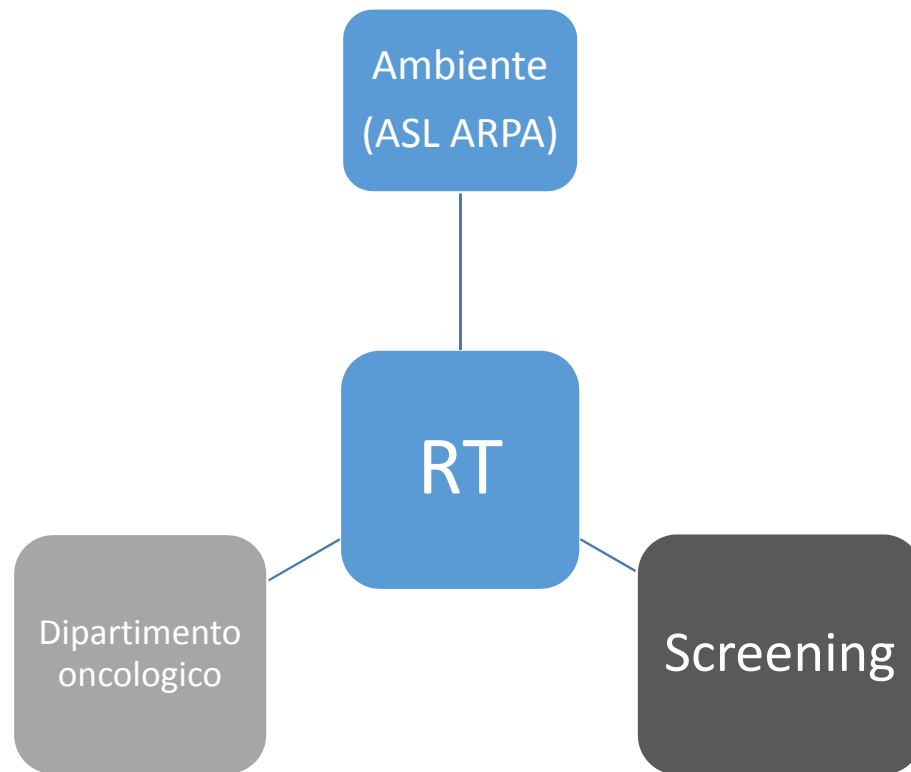 Ambiente
(ASL ARPA)
RT
Dipartimento
oncologico
Screening